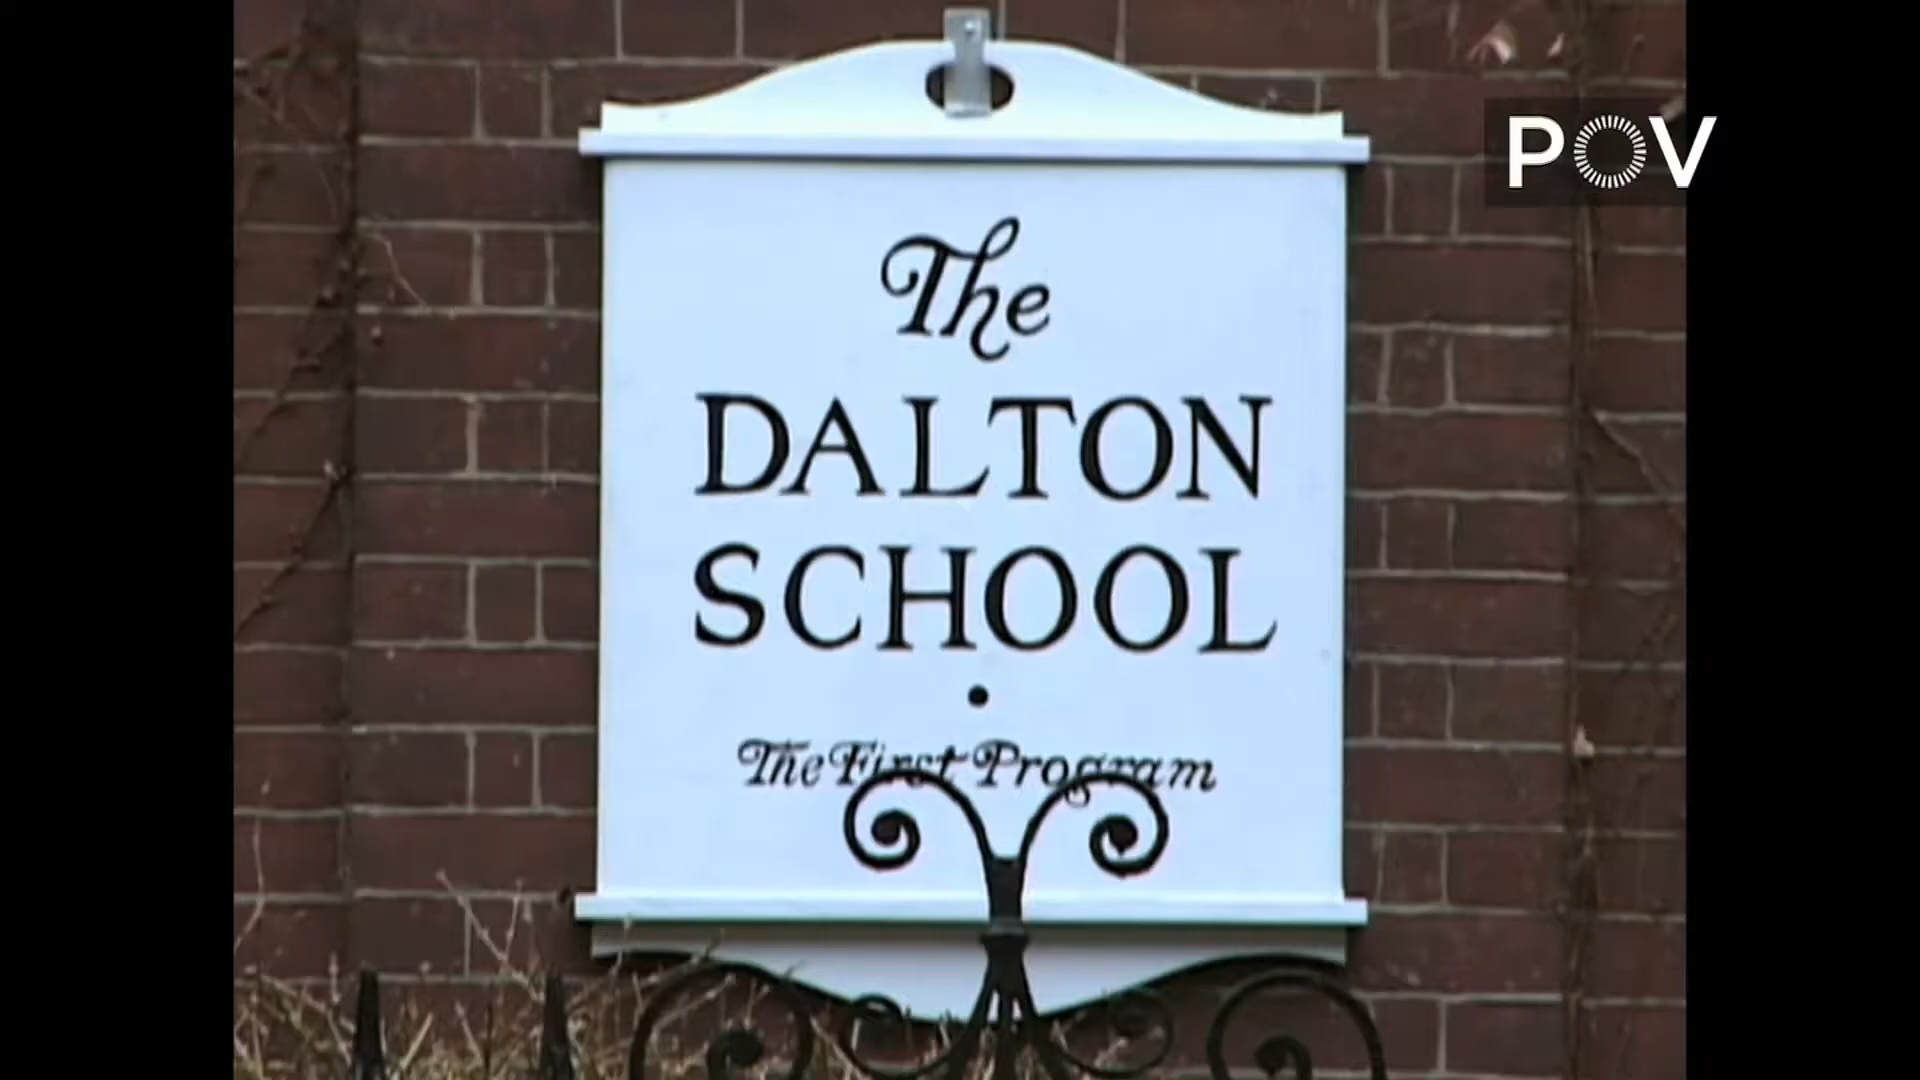 POV
The
DALTON
SCHOOL
•
The First Program